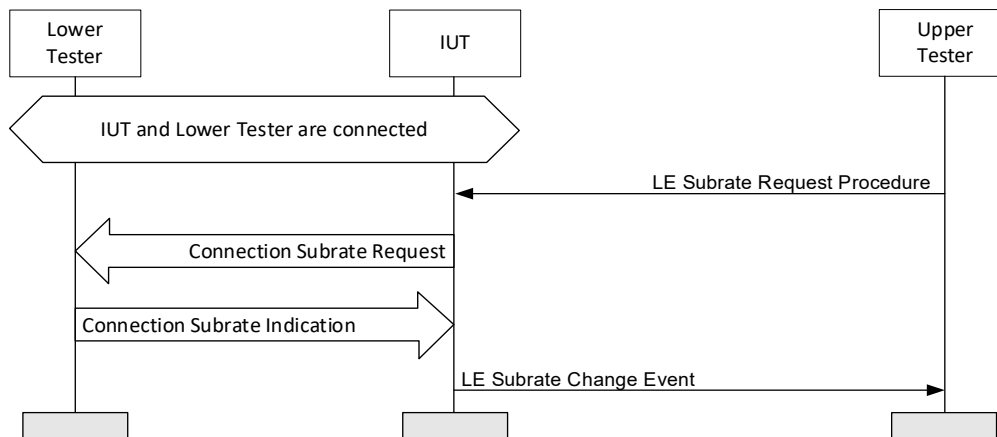 Lower
Tester
IUT
Upper
Tester
IUT and Lower Tester are connected
LE Subrate Request Procedure
Connection Subrate Request
Connection Subrate Indication
LE Subrate Change Event